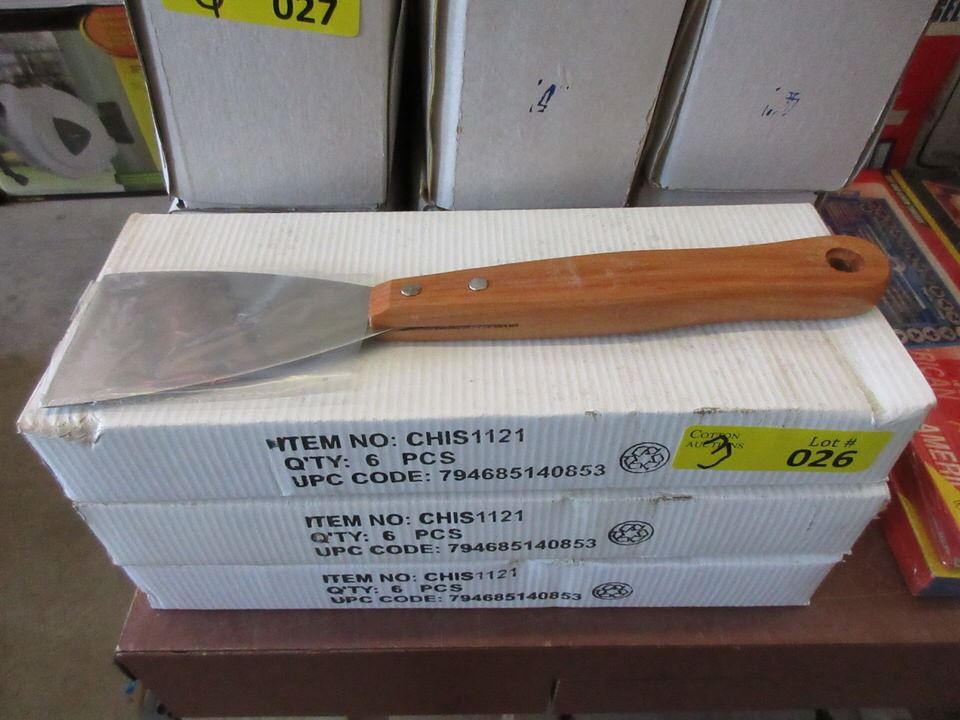 027
ITEM NO: CHIS1121
Q'TY: 6 PCS
UPC CODE: 794685140853
COTTON
AUCTIONS
3
Lot #
026
ITEM NO: CHIS1121
Q'TY: 6 PCS
UPC CODE: 794685140853
ITEM NO: CHIS1121
Q'TY: 6 PCS
UPC CODE: 794685140853